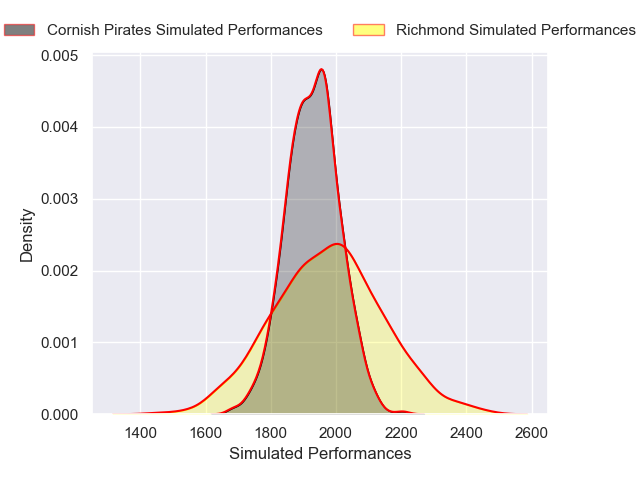 Cornish Pirates Simulated Performances Richmond Simulated Performances
0.005
0.004
0.003
0.002
0.001
0.000
Density
1400 1600 1800 2000 2200 2400 2600
Simulated Performances